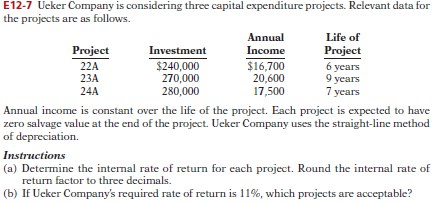 E12-7 Ueker Company is considering three capital expenditure projects. Relevant data for
the projects are as follows.
Annual Life of
Project Investment Income Project
22A $240,000 $16,700 6 years
23A 270,000 20,600 9 years
24A 280,000 17,500 7 years
Annual income is constant over the life of the project. Each project is expected to have
zero salvage value at the end of the project. Ueker Company uses the straight-line method
of depreciation.
Instructions
(a) Determine the internal rate of return for each project. Round the internal rate of
return factor to three decimals.
(b) If Ueker Company's required rate of return is 11%, which projects are acceptable?